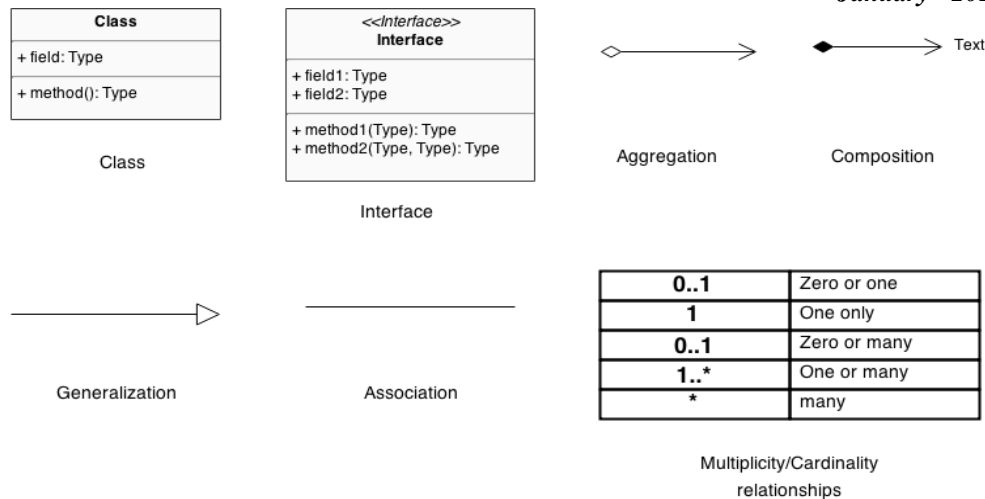 Class
+ field: Type
+ method(): Type
Class
<<Interface>>
Interface
+ field1: Type
+ field2: Type
+ method1(Type): Type
+ method2(Type, Type): Type
Interface
Aggregation
Text
Composition
Generalization
Association
0..1 Zero or one
1 One only
0..1 Zero or many
1..* One or many
* many
Multiplicity/Cardinality
relationships